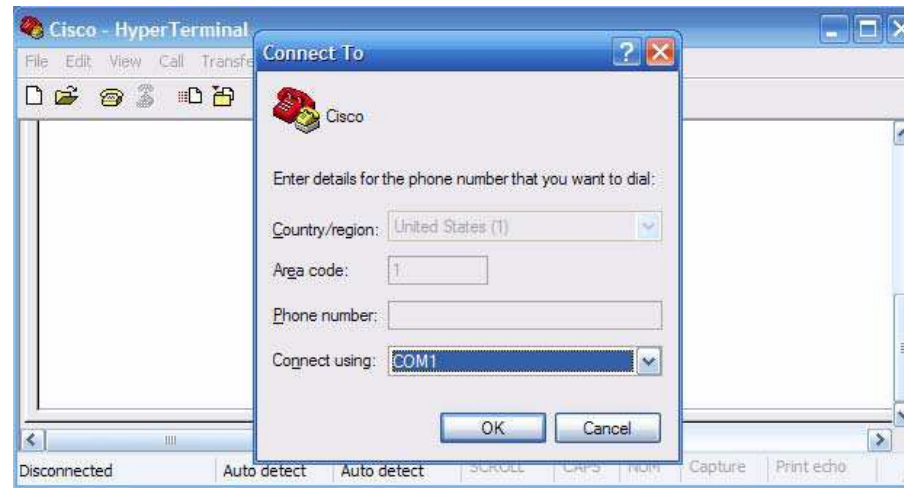 Cisco - HyperTerminal
File Edit View Call Transfe
Connect To
Cisco
Enter details for the phone number that you want to dial:
Country/region: United States (1)
Area code: 1
Phone number:
Connect using: COM1
OK Cancel
Disconnected Auto detect Auto detect SCROLL CAPS NUM Capture Print echo